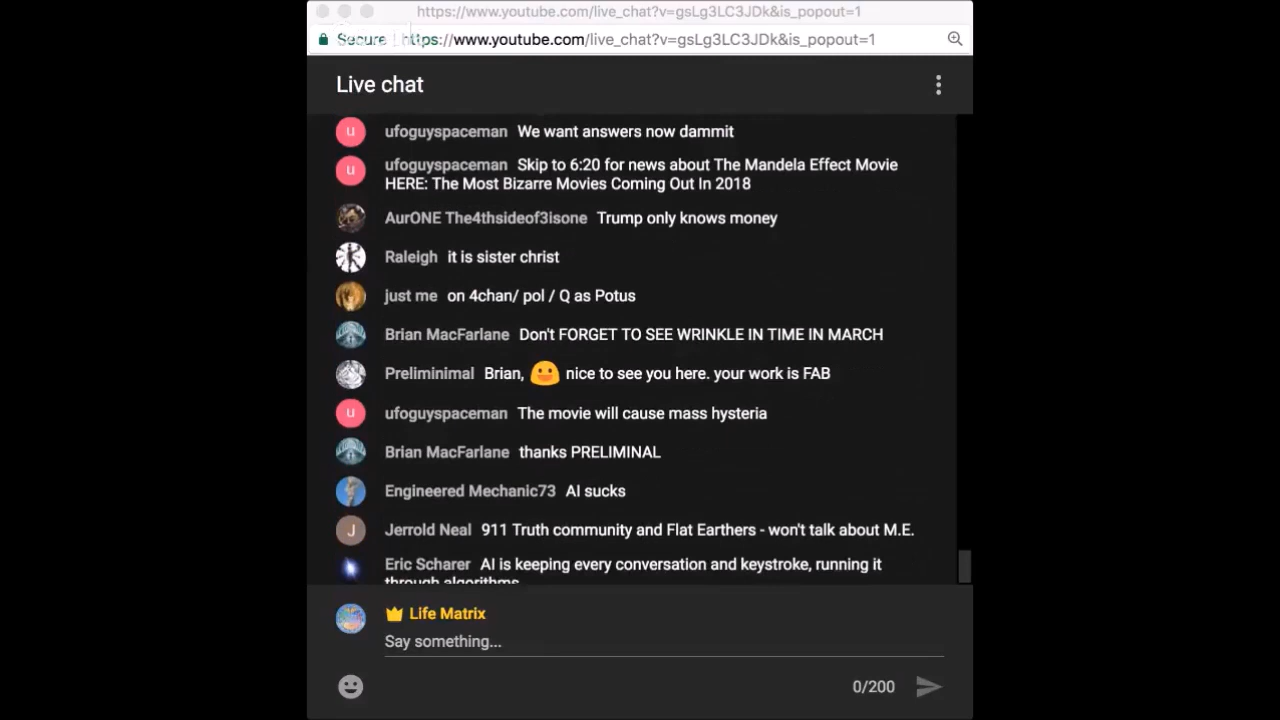 https://www.youtube.com/live_chat?v=gsLg3LC3JDk&is_popout=1
Secure https://www.youtube.com/live_chat?v=gsLg3LC3JDk&is_popout=1
Live chat
u ufoguyspaceman We want answers now dammit
u ufoguyspaceman Skip to 6:20 for news about The Mandela Effect Movie
HERE: The Most Bizarre Movies Coming Out In 2018
AurONE The4thsideof3isone Trump only knows money
Raleigh it is sister christ
just me on 4chan/ pol / Q as Potus
Brian MacFarlane Don't FORGET TO SEE WRINKLE IN TIME IN MARCH
Preliminimal Brian, nice to see you here. your work is FAB
u ufoguyspaceman The movie will cause mass hysteria
Brian MacFarlane thanks PRELIMINAL
Engineered Mechanic73 AI sucks
J Jerrold Neal 911 Truth community and Flat Earthers - won't talk about M.E.
Eric Scharer AI is keeping every conversation and keystroke, running it
through algorithms
Life Matrix
Say something...
0/200